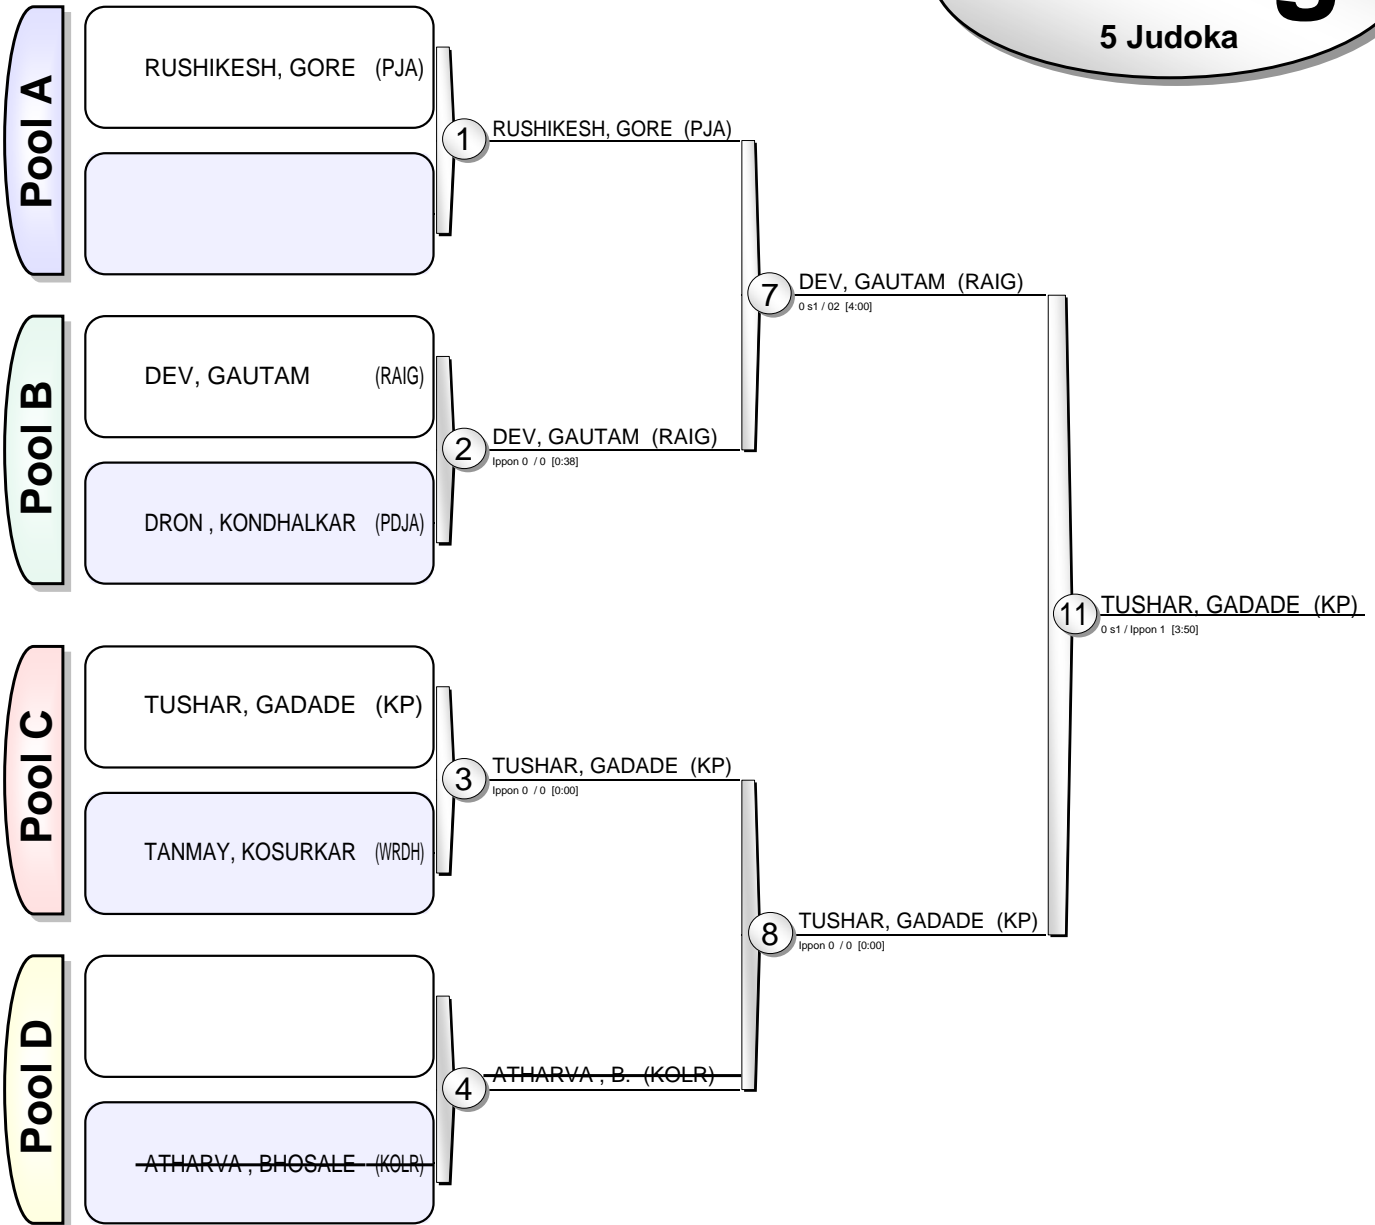 5 Judoka
Pool A
RUSHIKESH, GORE (PJA)
1
RUSHIKESH, GORE (PJA)
7
DEV, GAUTAM (RAIG)
0 s1 / 02 [4:00]
Pool B
DEV, GAUTAM (RAIG)
2
DEV, GAUTAM (RAIG)
Ippon 0 / 0 [0:38]
DRON , KONDHALKAR (PDJA)
11
TUSHAR, GADADE (KP)
0 s1 / Ippon 1 [3:50]
Pool C
TUSHAR, GADADE (KP)
3
TUSHAR, GADADE (KP)
Ippon 0 / 0 [0:00]
TANMAY, KOSURKAR (WRDH)
8
TUSHAR, GADADE (KP)
Ippon 0 / 0 [0:00]
Pool D
4
ATHARVA , B. (KOLR)
ATHARVA , BHOSALE (KOLR)